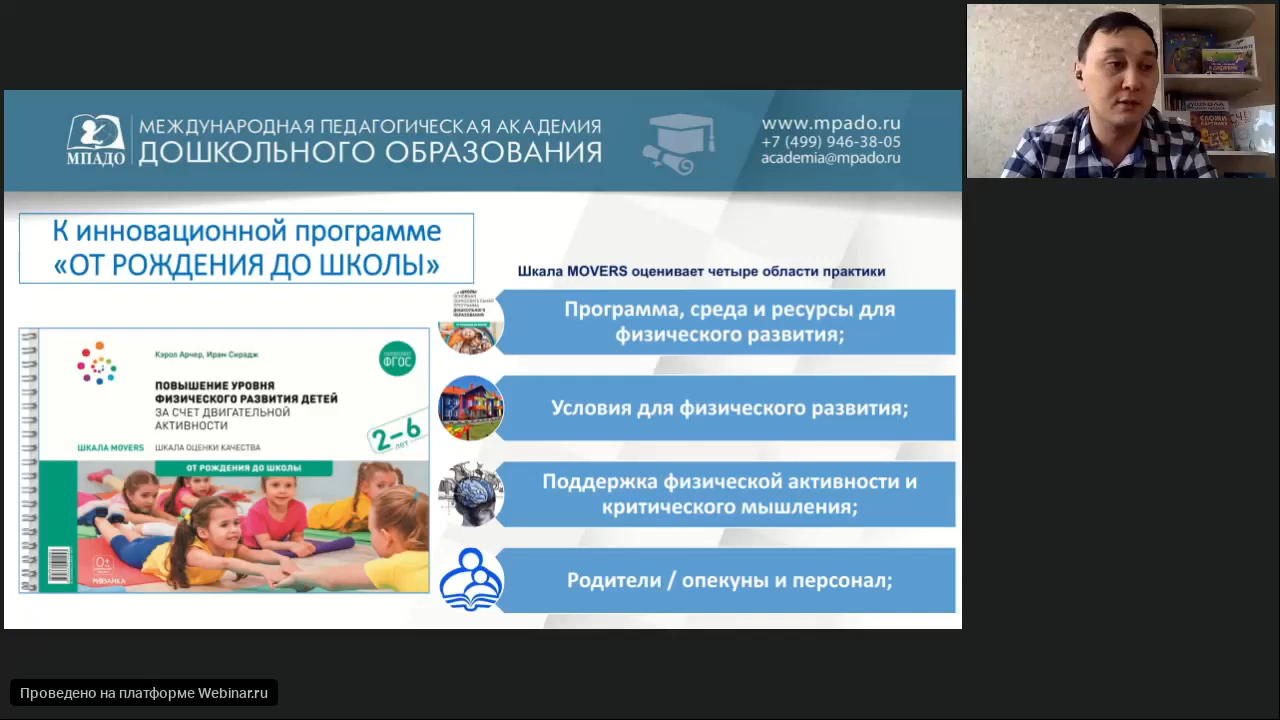 МПАДО
МЕЖДУНАРОДНАЯ ПЕДАГОГИЧЕСКАЯ АКАДЕМИЯ
ДОШКОЛЬНОГО ОБРАЗОВАНИЯ
www.mpado.ru
+7 (499) 946-38-05
academia@mpado.ru
К инновационной программе
«ОТ РОЖДЕНИЯ ДО ШКОЛЫ»
Кэрол Арчер, Ирам Сирадж
ФГОС
ПОВЫШЕНИЕ УРОВНЯ
ФИЗИЧЕСКОГО РАЗВИТИЯ ДЕТЕЙ
ЗА СЧЕТ ДВИГАТЕЛЬНОЙ
АКТИВНОСТИ
2–6
лет
ШКАЛА MOVERS ШКАЛА ОЦЕНКИ КАЧЕСТВА
ОТ РОЖДЕНИЯ ДО ШКОЛЫ
0+
МОЗАИКА
Шкала MOVERS оценивает четыре области практики
Программа, среда и ресурсы для
физического развития;
Условия для физического развития;
Поддержка физической активности и
критического мышления;
Родители / опекуны и персонал;
СЛОЖИ
КАРТИНКУ
Проведено на платформе Webinar.ru